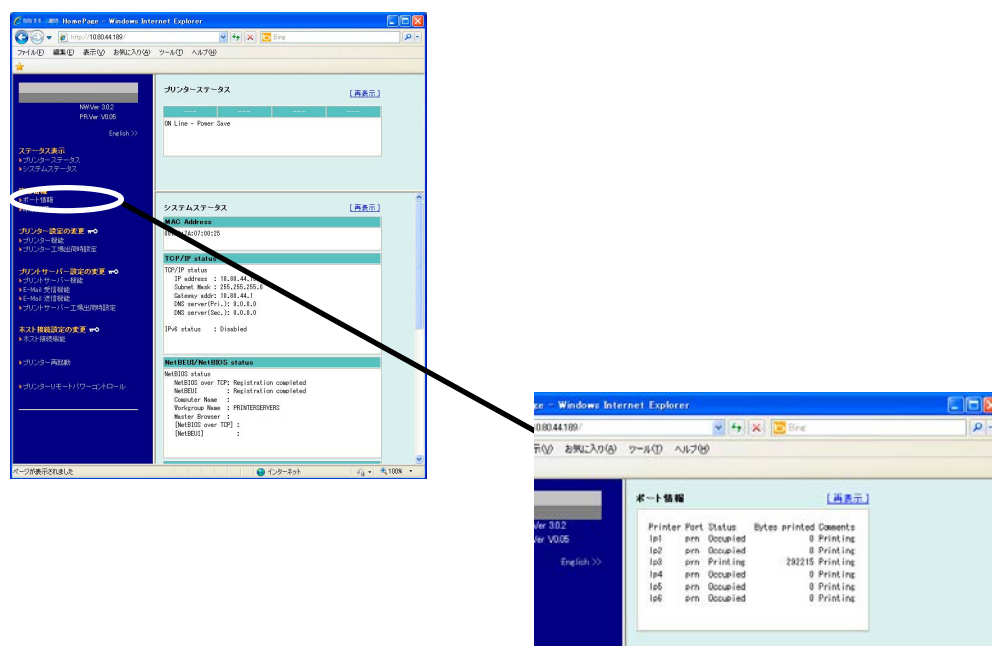 HomePage - Windows Internet Explorer
http://10.80.44.189/
Bing
ファイル(F) 編集(E) 表示(V) お気に入り(A) ツール(T) ヘルプ(H)
NW.Ver 3.0.2
PR.Ver V0.05
English >>
ステータス表示
プリンターステータス
システムステータス
ポート情報
プリンター設定の変更
プリンター機能
プリンター工場出荷時設定
プリントサーバー設定の変更
プリントサーバー機能
E-Mail 受信機能
E-Mail 送信機能
プリントサーバー工場出荷時設定
ホスト接続設定の変更
ホスト接続機能
プリンター再起動
プリンターリモートパワーコントロール
プリンターステータス [再表示]
--- --- --- ---
ON Line - Power Save
システムステータス [再表示]
MAC Address
7A:07:00:25
TCP/IP status
TCP/IP status
IP address : 10.80.44.
Subnet Mask : 255.255.255.0
Gateway addr: 10.80.44.1
DNS server(Pri.): 0.0.0.0
DNS server(Sec.): 0.0.0.0
IPv6 status : Disabled
NetBEUI/NetBIOS status
NetBIOS status
NetBIOS over TCP: Registration completed
NetBEUI : Registration completed
Computer Name :
Workgroup Name : PRINTERSERVERS
Master Browser :
[NetBIOS over TCP] :
[NetBEUI] :
ページが表示されました インターネット 100%
ce - Windows Internet Explorer
0.80.44.189/
Bing
示(V) お気に入り(A) ツール(T) ヘルプ(H)
Ver 3.0.2
Ver V0.05
English >>
ポート情報 [再表示]
Printer Port Status Bytes printed Comments
lp1 prn Occupied 0 Printing
lp2 prn Occupied 0 Printing
lp3 prn Printing 292215 Printing
lp4 prn Occupied 0 Printing
lp5 prn Occupied 0 Printing
lp6 prn Occupied 0 Printing